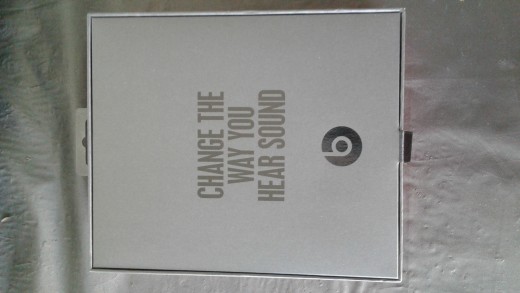 CHANGE THE
WAY YOU
HEAR SOUND